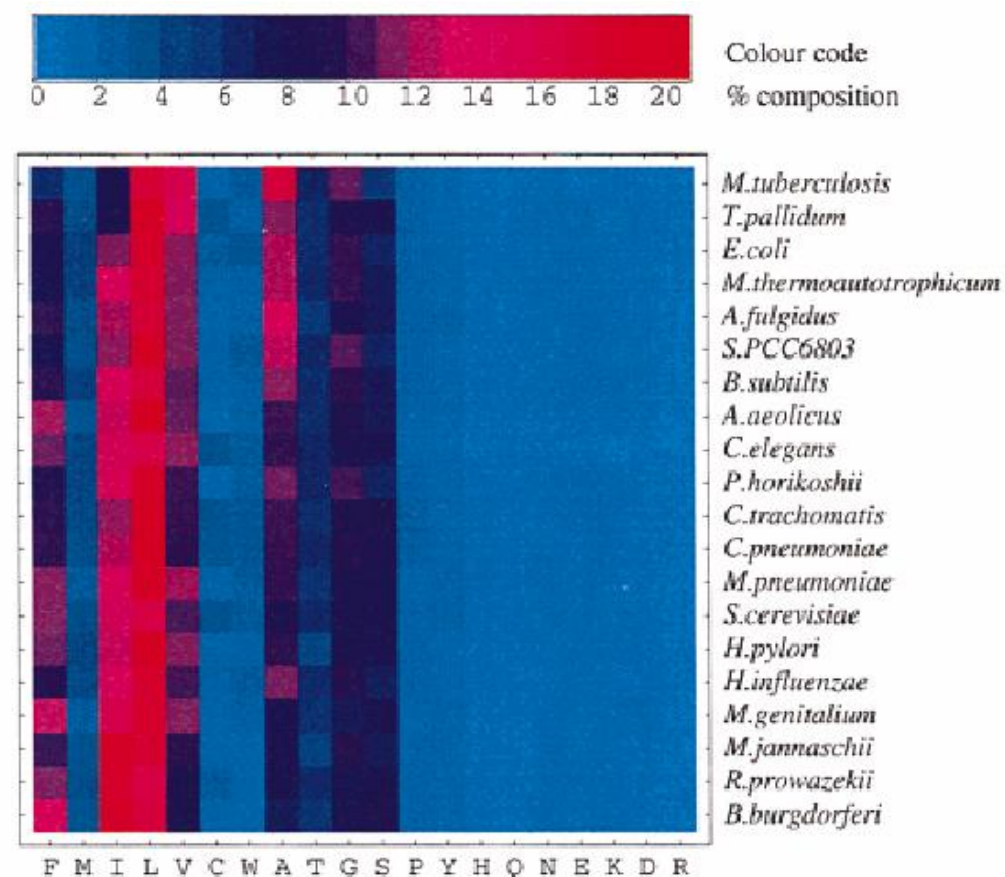 Colour code
0 2 4 6 8 10 12 14 16 18 20
% composition
M.tuberculosis
T.pallidum
E.coli
M.thermoautotrophicum
A.fulgidus
S.PCC6803
B.subtilis
A.aeolicus
C.elegans
P.horikoshii
C.trachomatis
C.pneumoniae
M.pneumoniae
S.cerevisiae
H.pylori
H.influenzae
M.genitalium
M.jannaschii
R.prowazekii
B.burgdorferi
F M I L V C W A T G S P Y H Q N E K D R